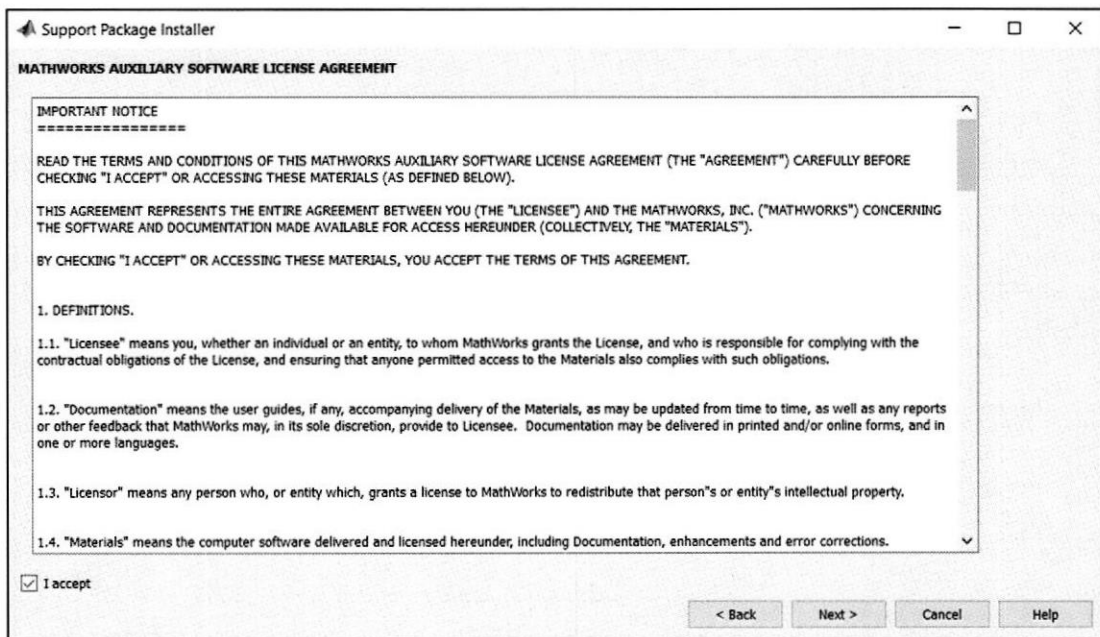 Support Package Installer
MATHWORKS AUXILIARY SOFTWARE LICENSE AGREEMENT
IMPORTANT NOTICE
================
READ THE TERMS AND CONDITIONS OF THIS MATHWORKS AUXILIARY SOFTWARE LICENSE AGREEMENT (THE "AGREEMENT") CAREFULLY BEFORE
CHECKING "I ACCEPT" OR ACCESSING THESE MATERIALS (AS DEFINED BELOW).
THIS AGREEMENT REPRESENTS THE ENTIRE AGREEMENT BETWEEN YOU (THE "LICENSEE") AND THE MATHWORKS, INC. ("MATHWORKS") CONCERNING
THE SOFTWARE AND DOCUMENTATION MADE AVAILABLE FOR ACCESS HEREUNDER (COLLECTIVELY, THE "MATERIALS").
BY CHECKING "I ACCEPT" OR ACCESSING THESE MATERIALS, YOU ACCEPT THE TERMS OF THIS AGREEMENT.
1. DEFINITIONS.
1.1. "Licensee" means you, whether an individual or an entity, to whom MathWorks grants the License, and who is responsible for complying with the
contractual obligations of the License, and ensuring that anyone permitted access to the Materials also complies with such obligations.
1.2. "Documentation" means the user guides, if any, accompanying delivery of the Materials, as may be updated from time to time, as well as any reports
or other feedback that MathWorks may, in its sole discretion, provide to Licensee.  Documentation may be delivered in printed and/or online forms, and in
one or more languages.
1.3. "Licensor" means any person who, or entity which, grants a license to MathWorks to redistribute that person"s or entity"s intellectual property.
1.4. "Materials" means the computer software delivered and licensed hereunder, including Documentation, enhancements and error corrections.
I accept
< Back Next > Cancel Help